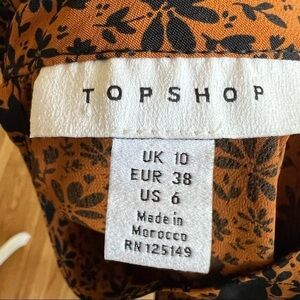 TOPSHOP
UK 10
EUR 38
US 6
Made in
Morocco
RN 125149